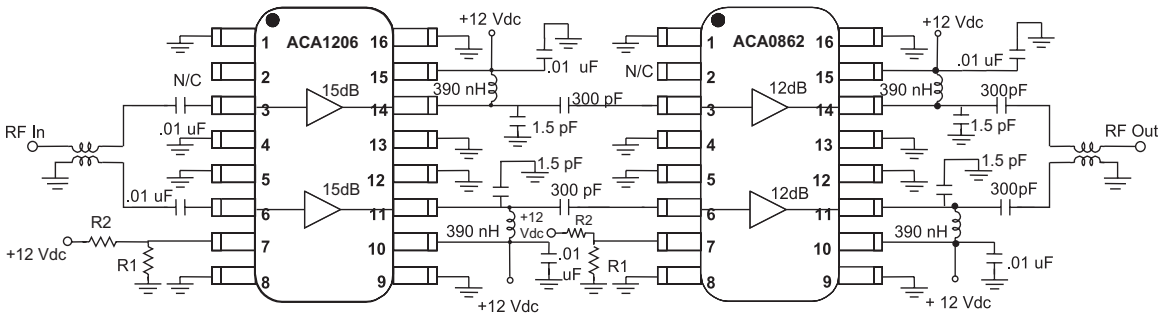 +12 Vdc
+12 Vdc
1 ACA1206 16
1 ACA0862 16
.01 uF
.01 uF
N/C
2
15
N/C
2
15
15dB
390 nH
300 pF
12dB
390 nH
300pF
3
14
3
14
RF In
.01 uF
1.5 pF
1.5 pF
RF Out
4
13
4
13
5
12
1.5 pF
5
12
1.5 pF
.01 uF
15dB
300 pF
12dB
300pF
6
11
6
11
R2
+12 Vdc
R2
+12 Vdc
R1
7
10
390 nH
.01 uF
R1
7
10
390 nH
.01 uF
8
9
8
9
+12 Vdc
+ 12 Vdc